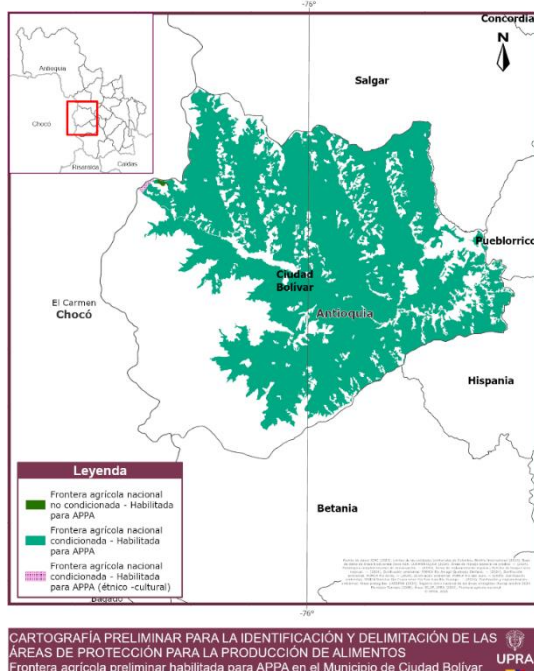 -75°
Concordia
N
Antioquia
Salgar
Chocó
Risaralda
Caldas
Pueblorrico
Ciudad
Bolívar
El Carmen
Chocó
Antioquia
Hispania
Leyenda
Frontera agrícola nacional
no condicionada - Habilitada
para APPA
Frontera agrícola nacional
condicionada - Habilitada
para APPA
Frontera agrícola nacional
condicionada - Habilitada
para APPA (étnico -cultural)
Betania
Bagadó
CARTOGRAFÍA PRELIMINAR PARA LA IDENTIFICACIÓN Y DELIMITACIÓN DE LAS
ÁREAS DE PROTECCIÓN PARA LA PRODUCCIÓN DE ALIMENTOS
Frontera agrícola preliminar habilitada para APPA en el Municipio de Ciudad Bolívar
UPRA